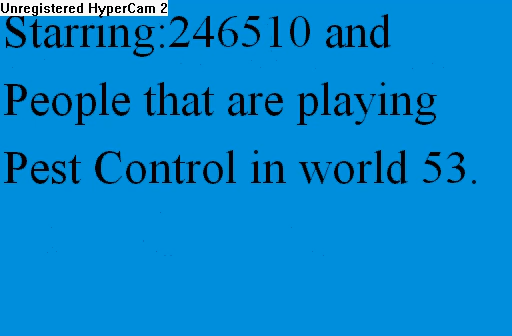 Unregistered HyperCam 2
Starring:246510 and
People that are playing
Pest Control in world 53.